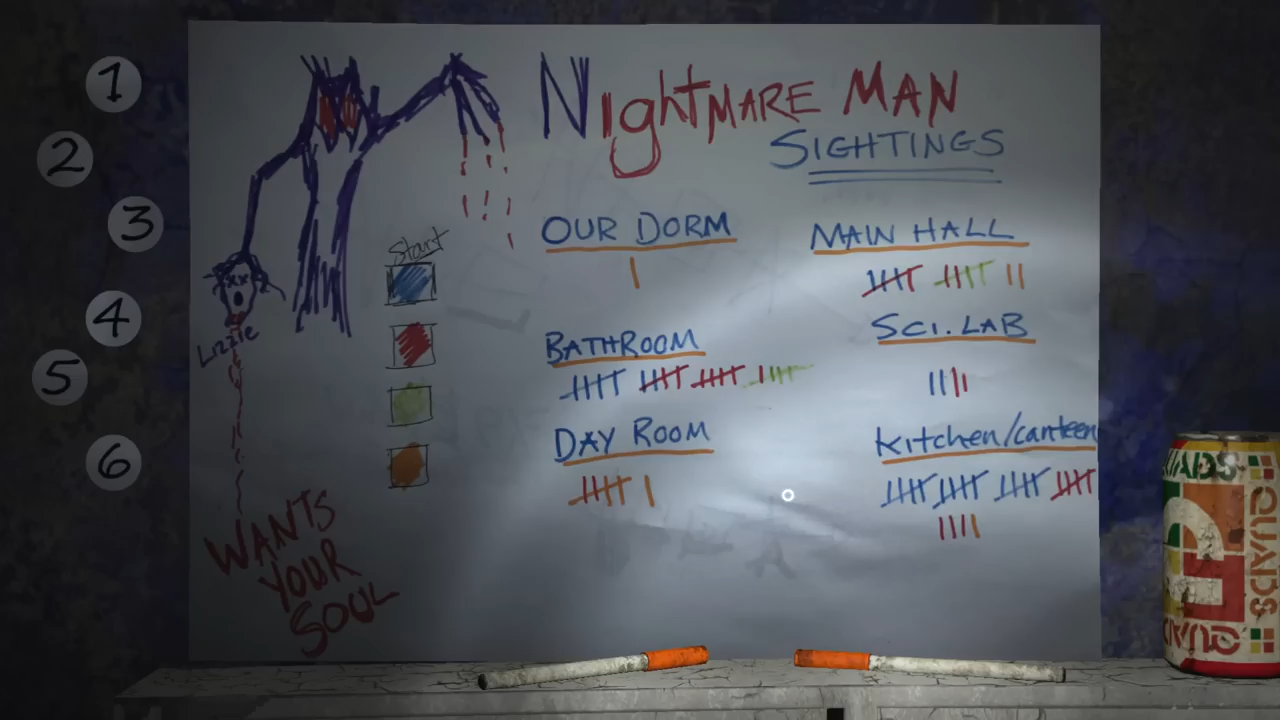 1
2
3
4
5
6
Nightmare Man
Sightings
Our Dorm
Main Hall
Start
Bathroom
Sci. Lab
Lizzie
Day Room
Kitchen/canteen
Wants
Your
Soul